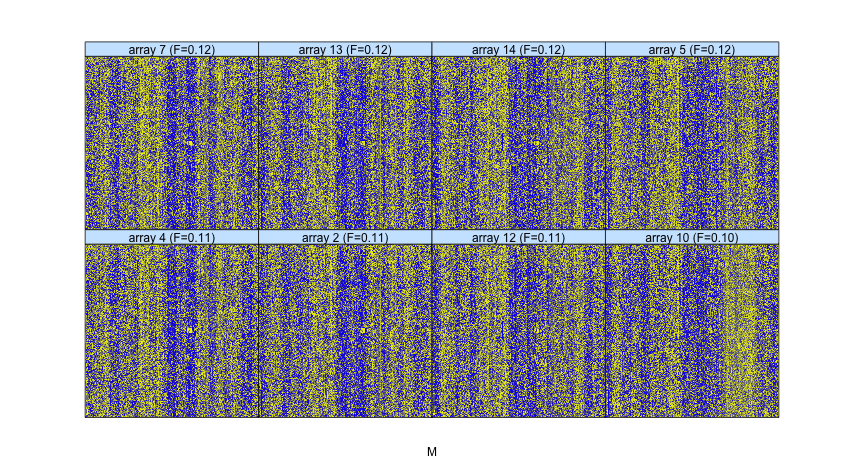 array 7 (F=0.12) array 13 (F=0.12) array 14 (F=0.12) array 5 (F=0.12)
array 4 (F=0.11) array 2 (F=0.11) array 12 (F=0.11) array 10 (F=0.10)
M